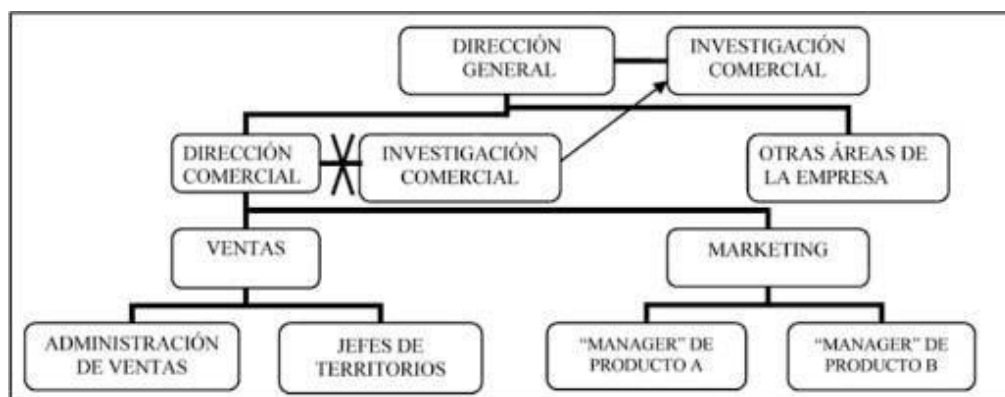 DIRECCIÓN
GENERAL
INVESTIGACIÓN
COMERCIAL
DIRECCIÓN
COMERCIAL
INVESTIGACIÓN
COMERCIAL
OTRAS ÁREAS DE
LA EMPRESA
VENTAS
MARKETING
ADMINISTRACIÓN
DE VENTAS
JEFES DE
TERRITORIOS
“MANAGER” DE
PRODUCTO A
“MANAGER” DE
PRODUCTO B